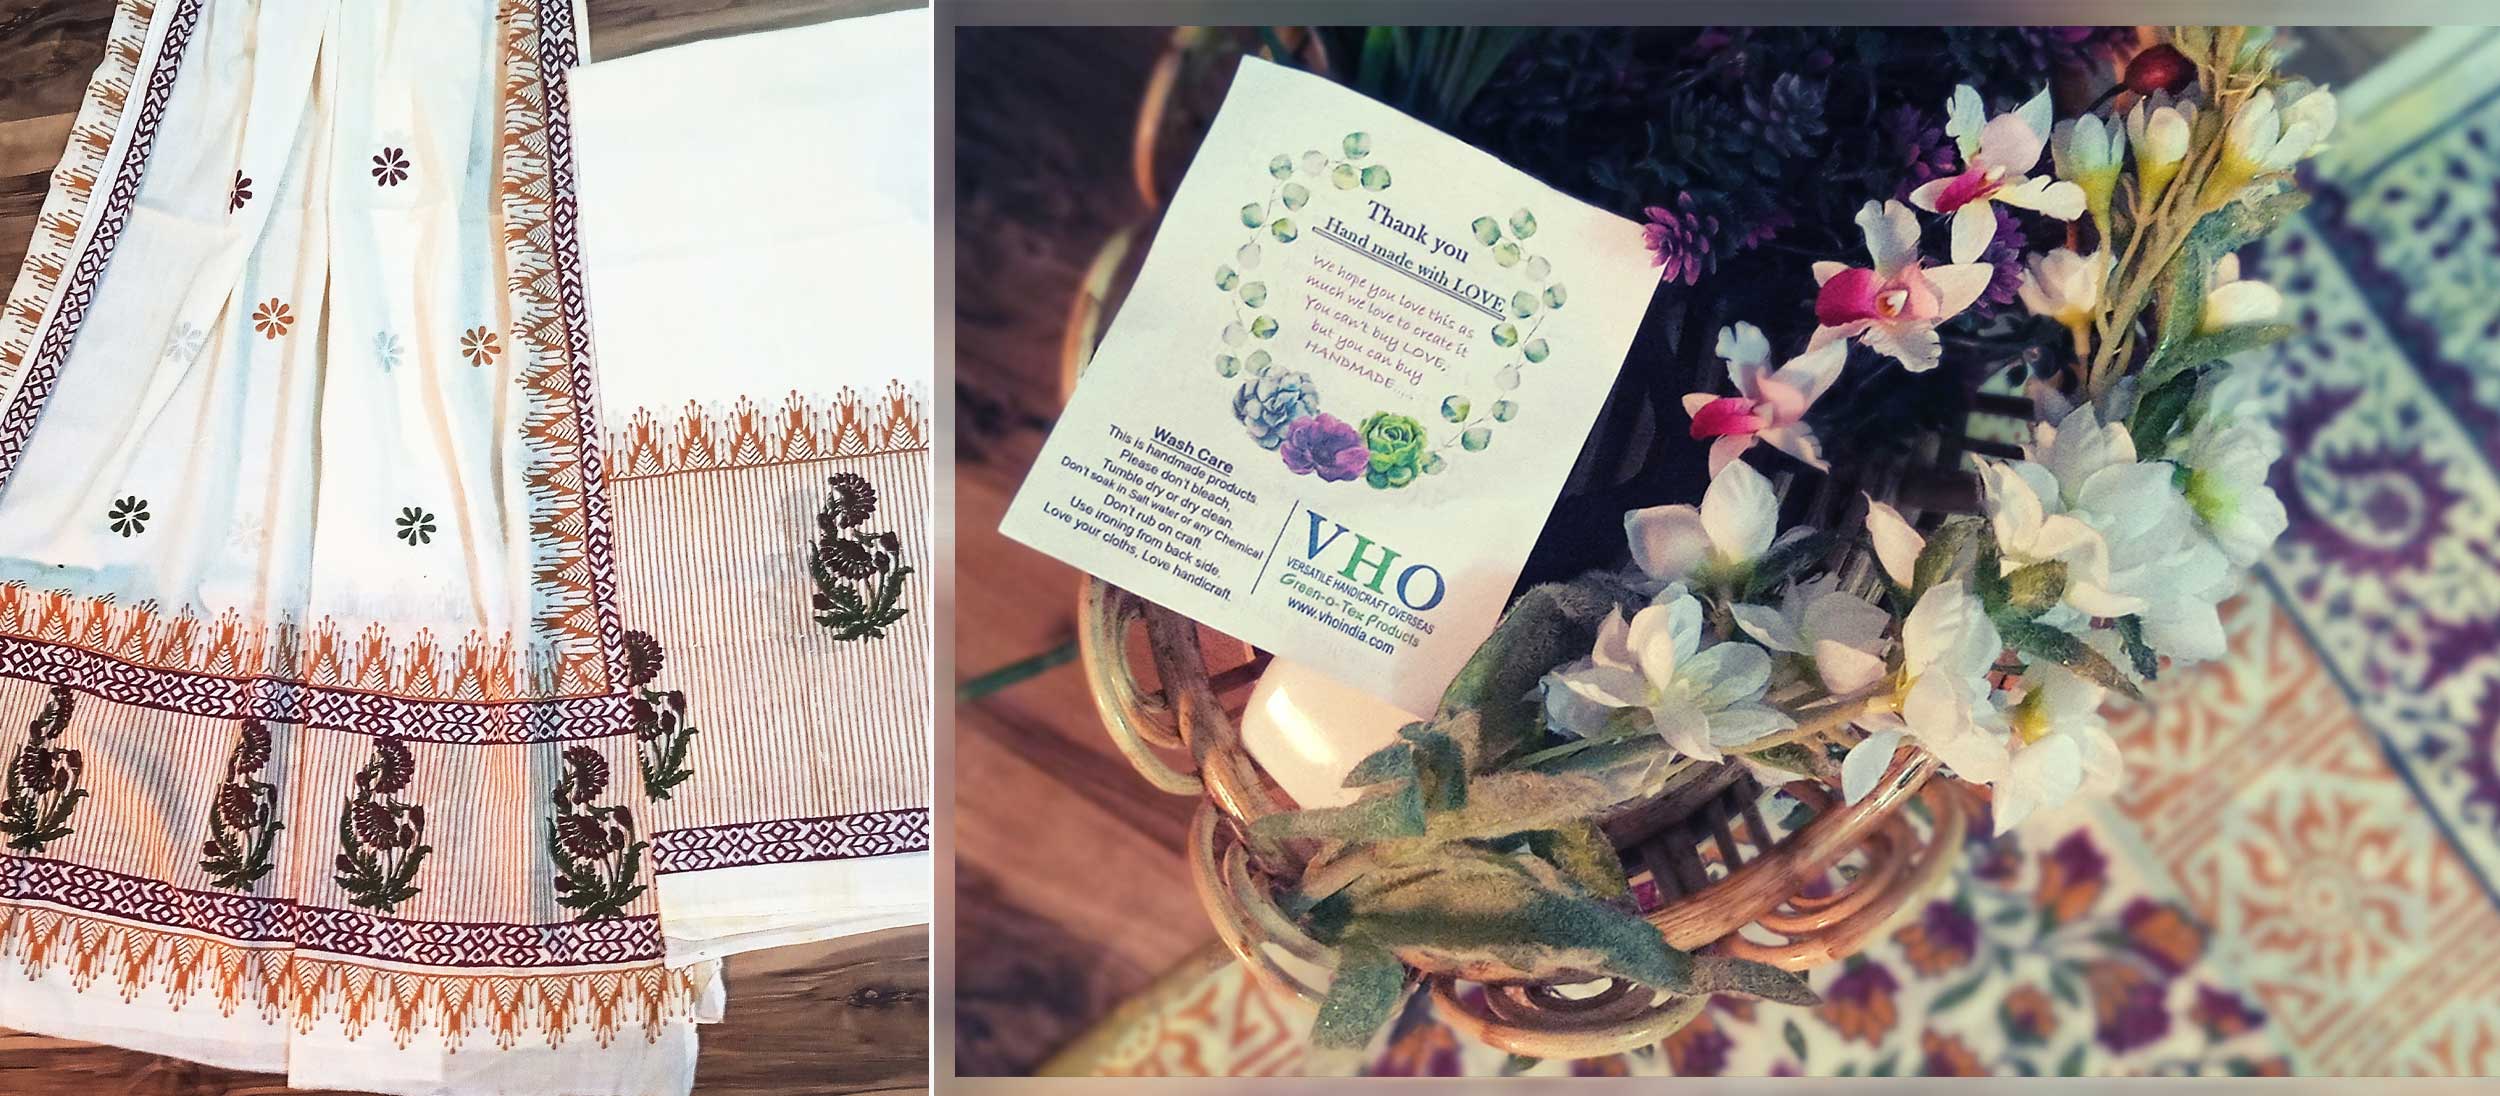 Thank you
Hand made with LOVE
We hope you love this as
much we love to create it
You can't buy LOVE,
but you can buy
HANDMADE....
Wash Care
This is handmade products.
Please don't bleach,
Tumble dry or dry clean.
Don't soak in Salt water or any Chemical
Don't rub on craft.
Use ironing from back side,
Love your cloths, Love handicraft.
VHO
VERSATILE HANDICRAFT OVERSEAS
Green-o-Tex Products
www.vhoindia.com